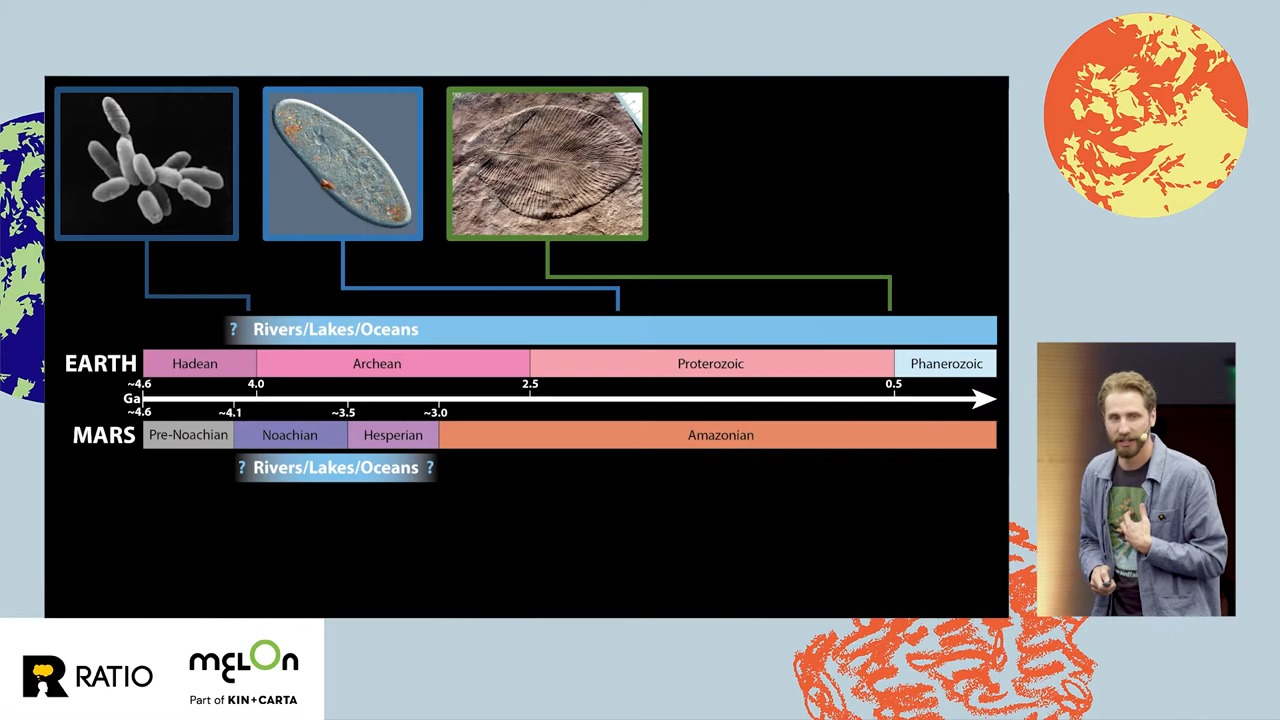 ? Rivers/Lakes/Oceans
EARTH Hadean Archean Proterozoic Phanerozoic
~4.6 4.0 2.5 0.5
Ga
~4.6 ~4.1 ~3.5 ~3.0
MARS Pre-Noachian Noachian Hesperian Amazonian
? Rivers/Lakes/Oceans ?
RATIO
MELON
Part of KIN+CARTA